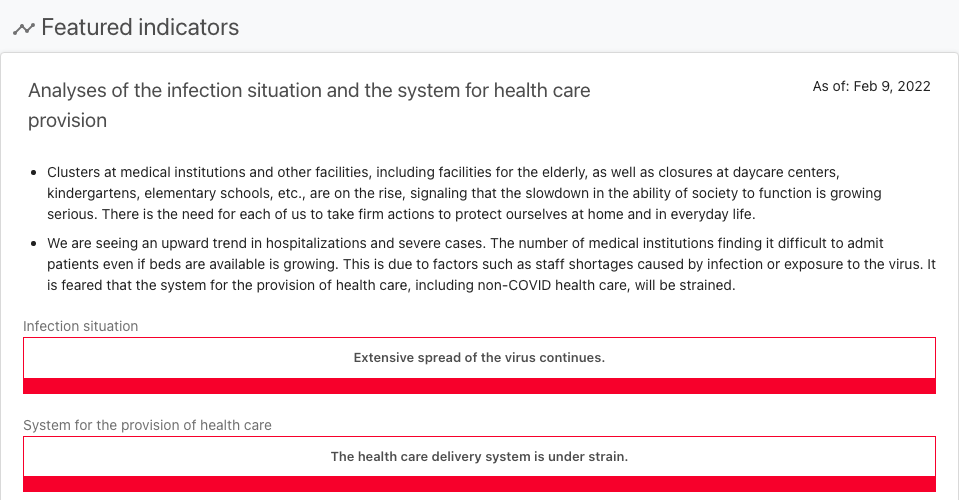 Featured indicators
Analyses of the infection situation and the system for health care
provision
As of: Feb 9, 2022
• Clusters at medical institutions and other facilities, including facilities for the elderly, as well as closures at daycare centers,
kindergartens, elementary schools, etc., are on the rise, signaling that the slowdown in the ability of society to function is growing
serious. There is the need for each of us to take firm actions to protect ourselves at home and in everyday life.
• We are seeing an upward trend in hospitalizations and severe cases. The number of medical institutions finding it difficult to admit
patients even if beds are available is growing. This is due to factors such as staff shortages caused by infection or exposure to the virus. It
is feared that the system for the provision of health care, including non-COVID health care, will be strained.
Infection situation
Extensive spread of the virus continues.
System for the provision of health care
The health care delivery system is under strain.